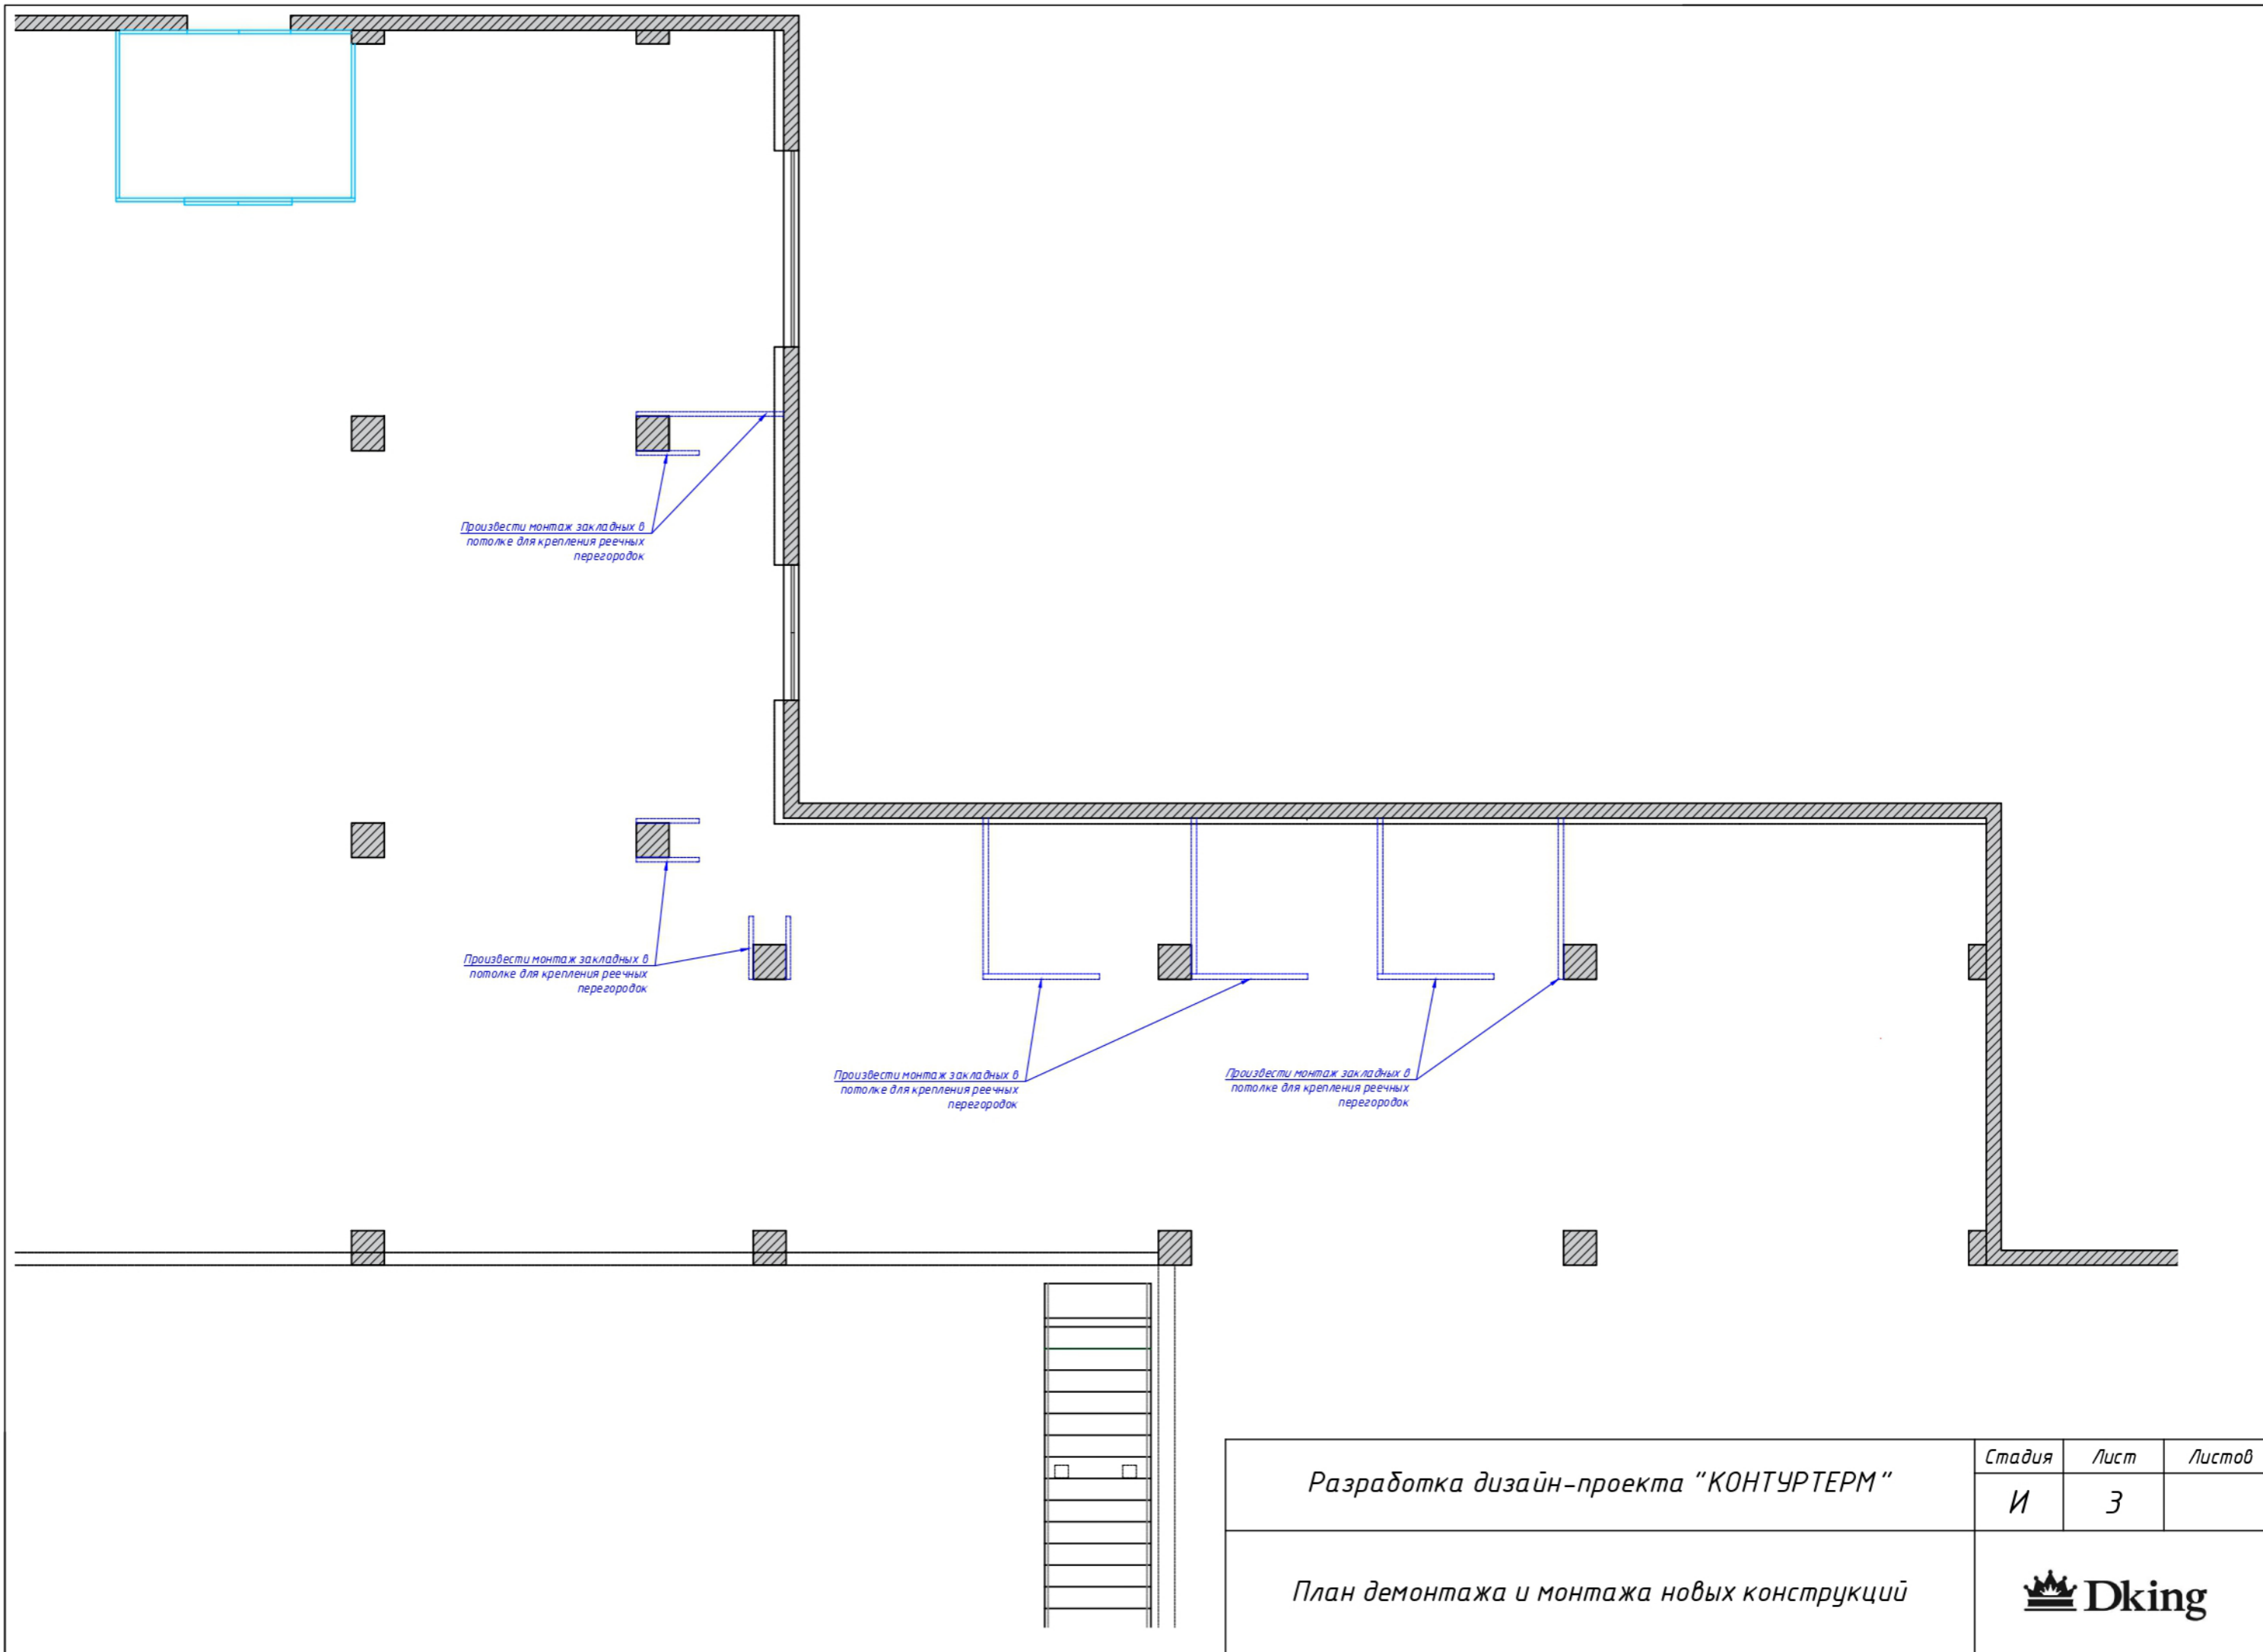 Произвести монтаж закладных в
потолке для крепления реечных
перегородок
Произвести монтаж закладных в
потолке для крепления реечных
перегородок
Произвести монтаж закладных в
потолке для крепления реечных
перегородок
Произвести монтаж закладных в
потолке для крепления реечных
перегородок
Разработка дизайн-проекта "КОНТУРТЕРМ"
Стадия Лист Листов
И 3
План демонтажа и монтажа новых конструкций
Dking